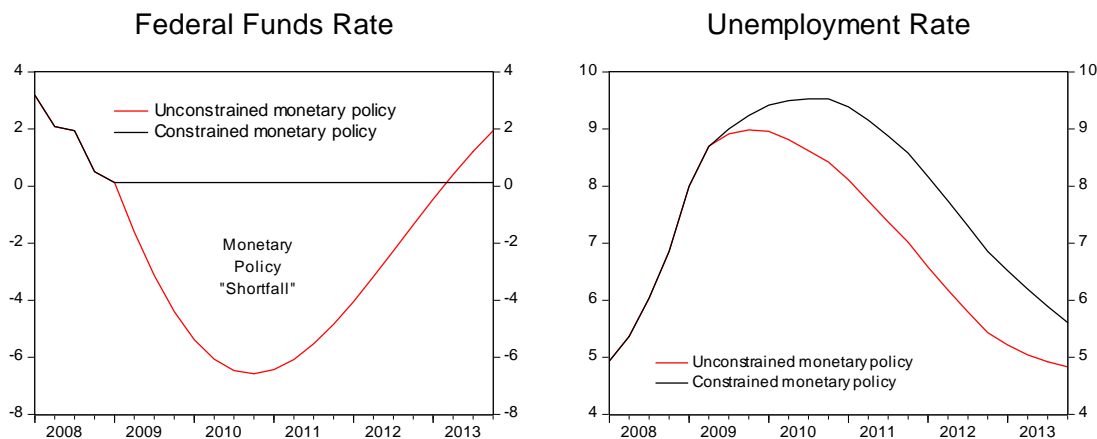 Federal Funds Rate
4
2
0
-2
-4
-6
-8
4
2
0
-2
-4
-6
-8
Unconstrained monetary policy
Constrained monetary policy
Monetary
Policy
"Shortfall"
2008 2009 2010 2011 2012 2013
Unemployment Rate
10
9
8
7
6
5
4
10
9
8
7
6
5
4
Unconstrained monetary policy
Constrained monetary policy
2008 2009 2010 2011 2012 2013